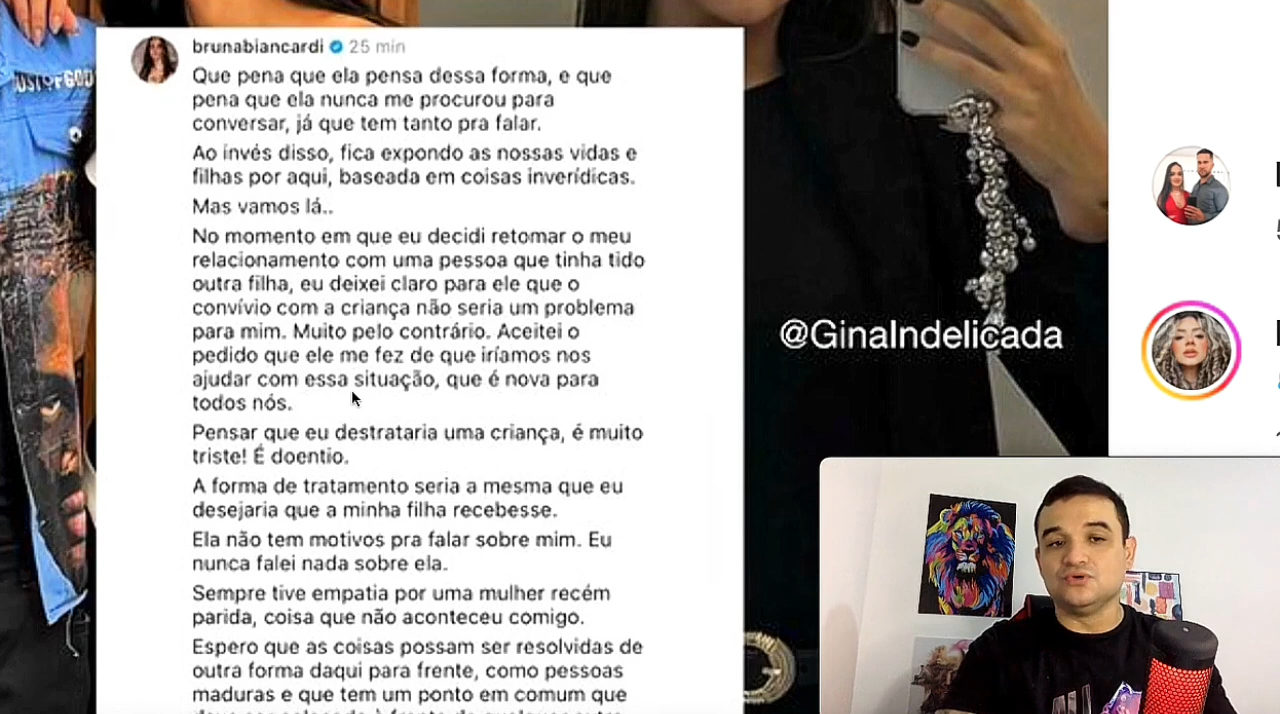 brunabiancardi 25 min
Que pena que ela pensa dessa forma, e que
pena que ela nunca me procurou para
conversar, já que tem tanto pra falar.
Ao invés disso, fica expondo as nossas vidas e
filhas por aqui, baseada em coisas inverídicas.
Mas vamos lá..
No momento em que eu decidi retomar o meu
relacionamento com uma pessoa que tinha tido
outra filha, eu deixei claro para ele que o
convívio com a criança não seria um problema
para mim. Muito pelo contrário. Aceitei o
pedido que ele me fez de que iríamos nos
ajudar com essa situação, que é nova para
todos nós.
Pensar que eu destrataria uma criança, é muito
triste! É doentio.
A forma de tratamento seria a mesma que eu
desejaria que a minha filha recebesse.
Ela não tem motivos pra falar sobre mim. Eu
nunca falei nada sobre ela.
Sempre tive empatia por uma mulher recém
parida, coisa que não aconteceu comigo.
Espero que as coisas possam ser resolvidas de
outra forma daqui para frente, como pessoas
maduras e que tem um ponto em comum que
@GinaIndelicada